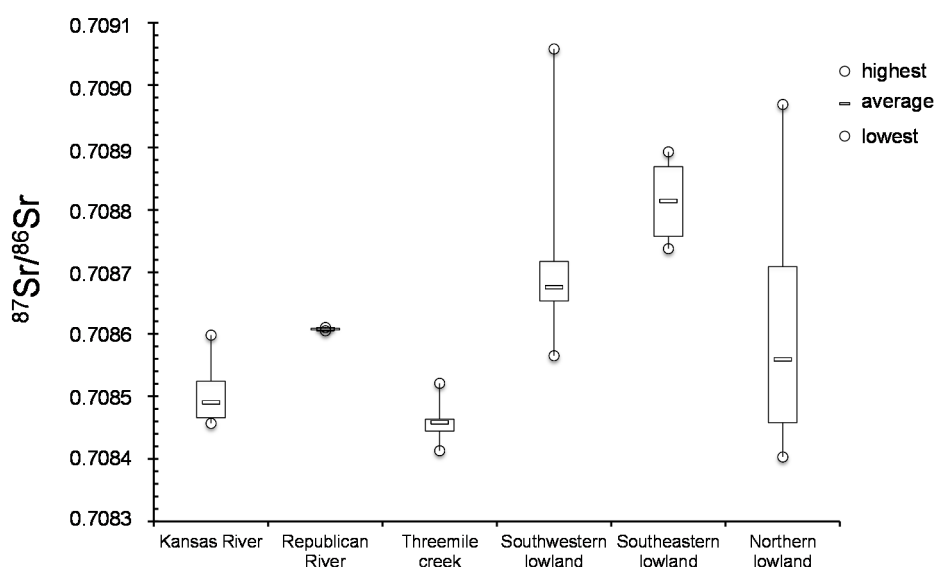 0.7091
0.7090
0.7089
0.7088
0.7087
0.7086
0.7085
0.7084
0.7083
⁸⁷Sr/⁸⁶Sr
highest
average
lowest
Kansas River
Republican
River
Threemile
creek
Southwestern
lowland
Southeastern
lowland
Northern
lowland